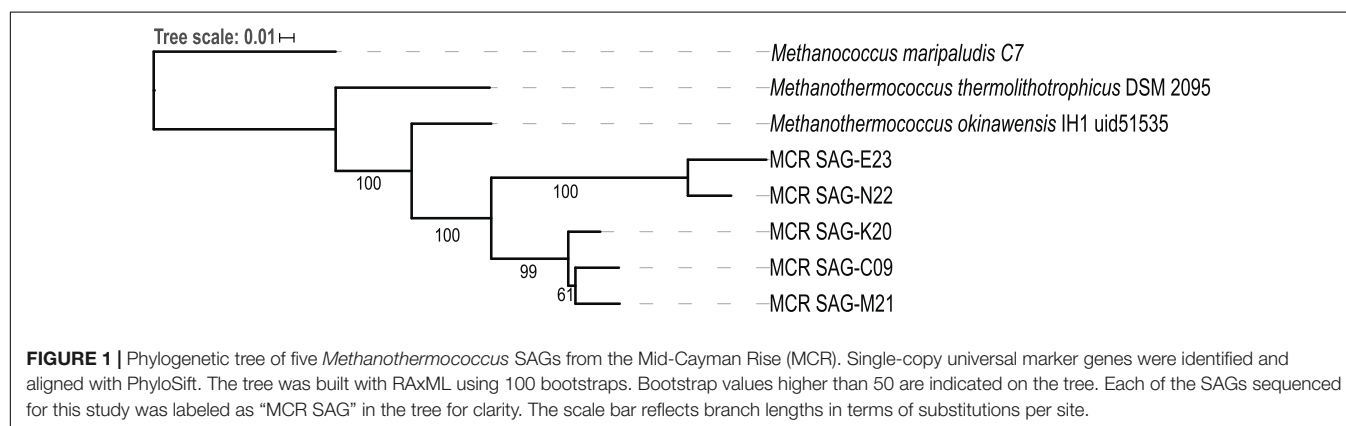 Tree scale: 0.01
Methanococcus maripaludis C7
Methanothermococcus thermolithotrophicus DSM 2095
Methanothermococcus okinawensis IH1 uid51535
MCR SAG-E23
100
100
MCR SAG-N22
MCR SAG-K20
100
MCR SAG-C09
99
61
MCR SAG-M21
FIGURE 1 | Phylogenetic tree of five Methanothermococcus SAGs from the Mid-Cayman Rise (MCR). Single-copy universal marker genes were identified and
aligned with PhyloSift. The tree was built with RAxML using 100 bootstraps. Bootstrap values higher than 50 are indicated on the tree. Each of the SAGs sequenced
for this study was labeled as “MCR SAG” in the tree for clarity. The scale bar reflects branch lengths in terms of substitutions per site.